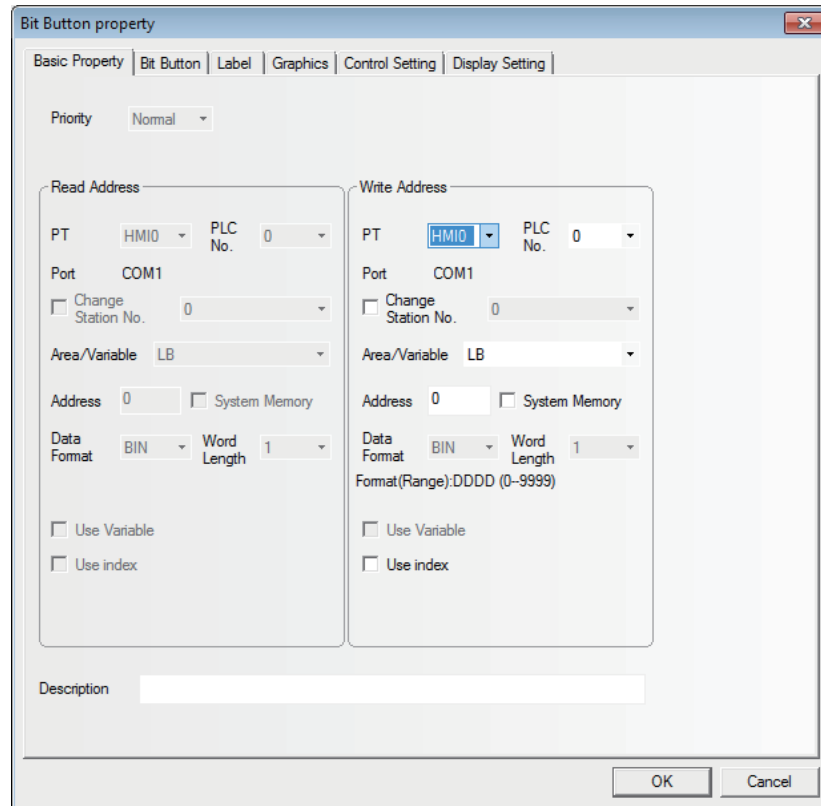 Bit Button property
Basic Property Bit Button Label Graphics Control Setting Display Setting
Priority Normal
Read Address
PT HMI0 PLC No. 0
Port COM1
Change Station No. 0
Area/Variable LB
Address 0 System Memory
Data Format BIN Word Length 1
Use Variable
Use index
Write Address
PT HMI0 PLC No. 0
Port COM1
Change Station No. 0
Area/Variable LB
Address 0 System Memory
Data Format BIN Word Length 1
Format(Range):DDDD (0--9999)
Use Variable
Use index
Description
OK Cancel